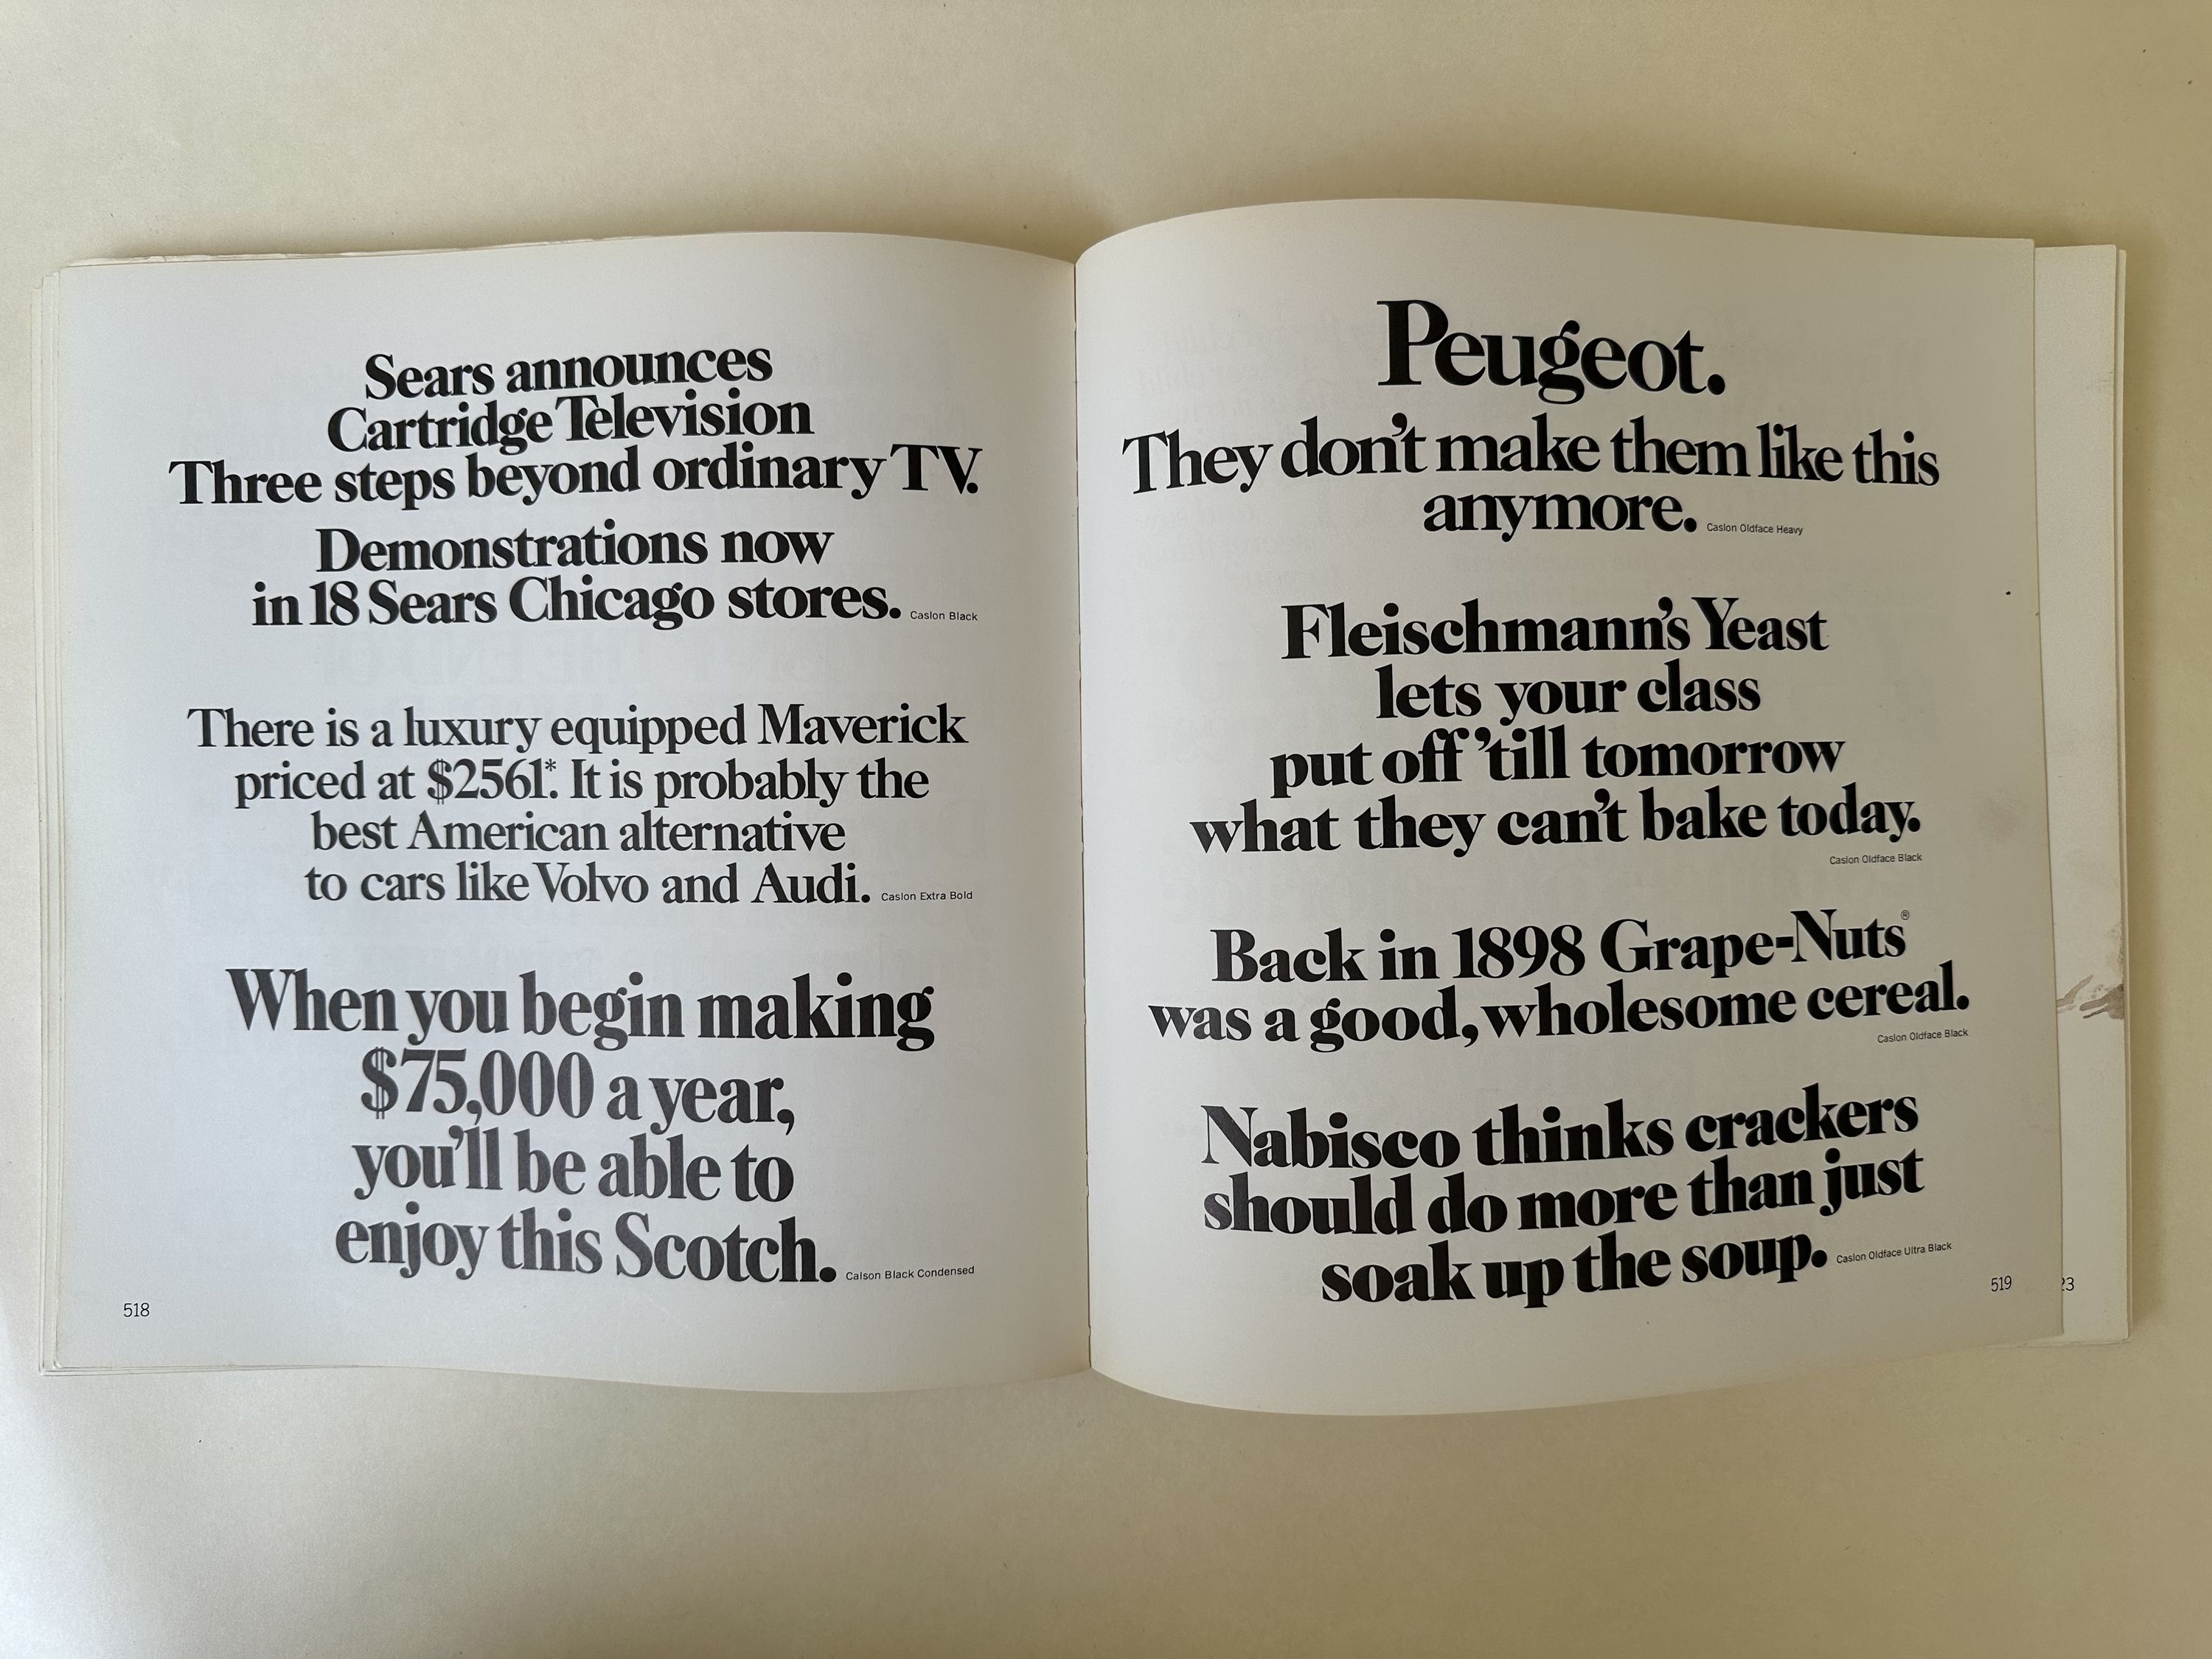 Sears announces
Cartridge Television
Three steps beyond ordinary TV.
Demonstrations now
in 18 Sears Chicago stores. Caslon Black
There is a luxury equipped Maverick
priced at $2561*. It is probably the
best American alternative
to cars like Volvo and Audi. Caslon Extra Bold
When you begin making
$75,000 a year,
you'll be able to
enjoy this Scotch. Calson Black Condensed
518
Peugeot.
They don't make them like this
anymore. Caslon Oldface Heavy
Fleischmann's Yeast
lets your class
put off 'till tomorrow
what they can't bake today.
Caslon Oldface Black
Back in 1898 Grape-Nuts®
was a good, wholesome cereal.
Caslon Oldface Black
Nabisco thinks crackers
should do more than just
soak up the soup. Caslon Oldface Ultra Black
519